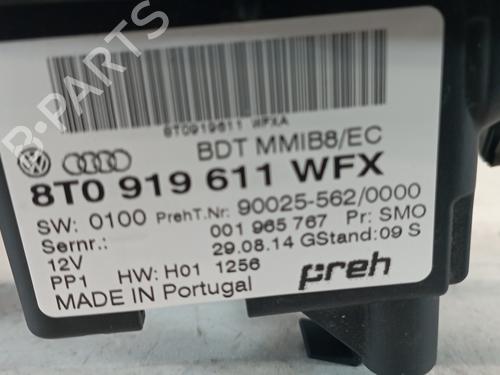 8T0919611 WFXA
BDT MMIB8/EC
8T0 919 611 WFX
SW: 0100 PrehT.Nr: 90025-562/0000
Sernr.: 001 965 767 Pr: SMO
12V 29.08.14 GStand: 09 S
PP1 HW: H01 1256
MADE IN Portugal
preh
B-PARTS